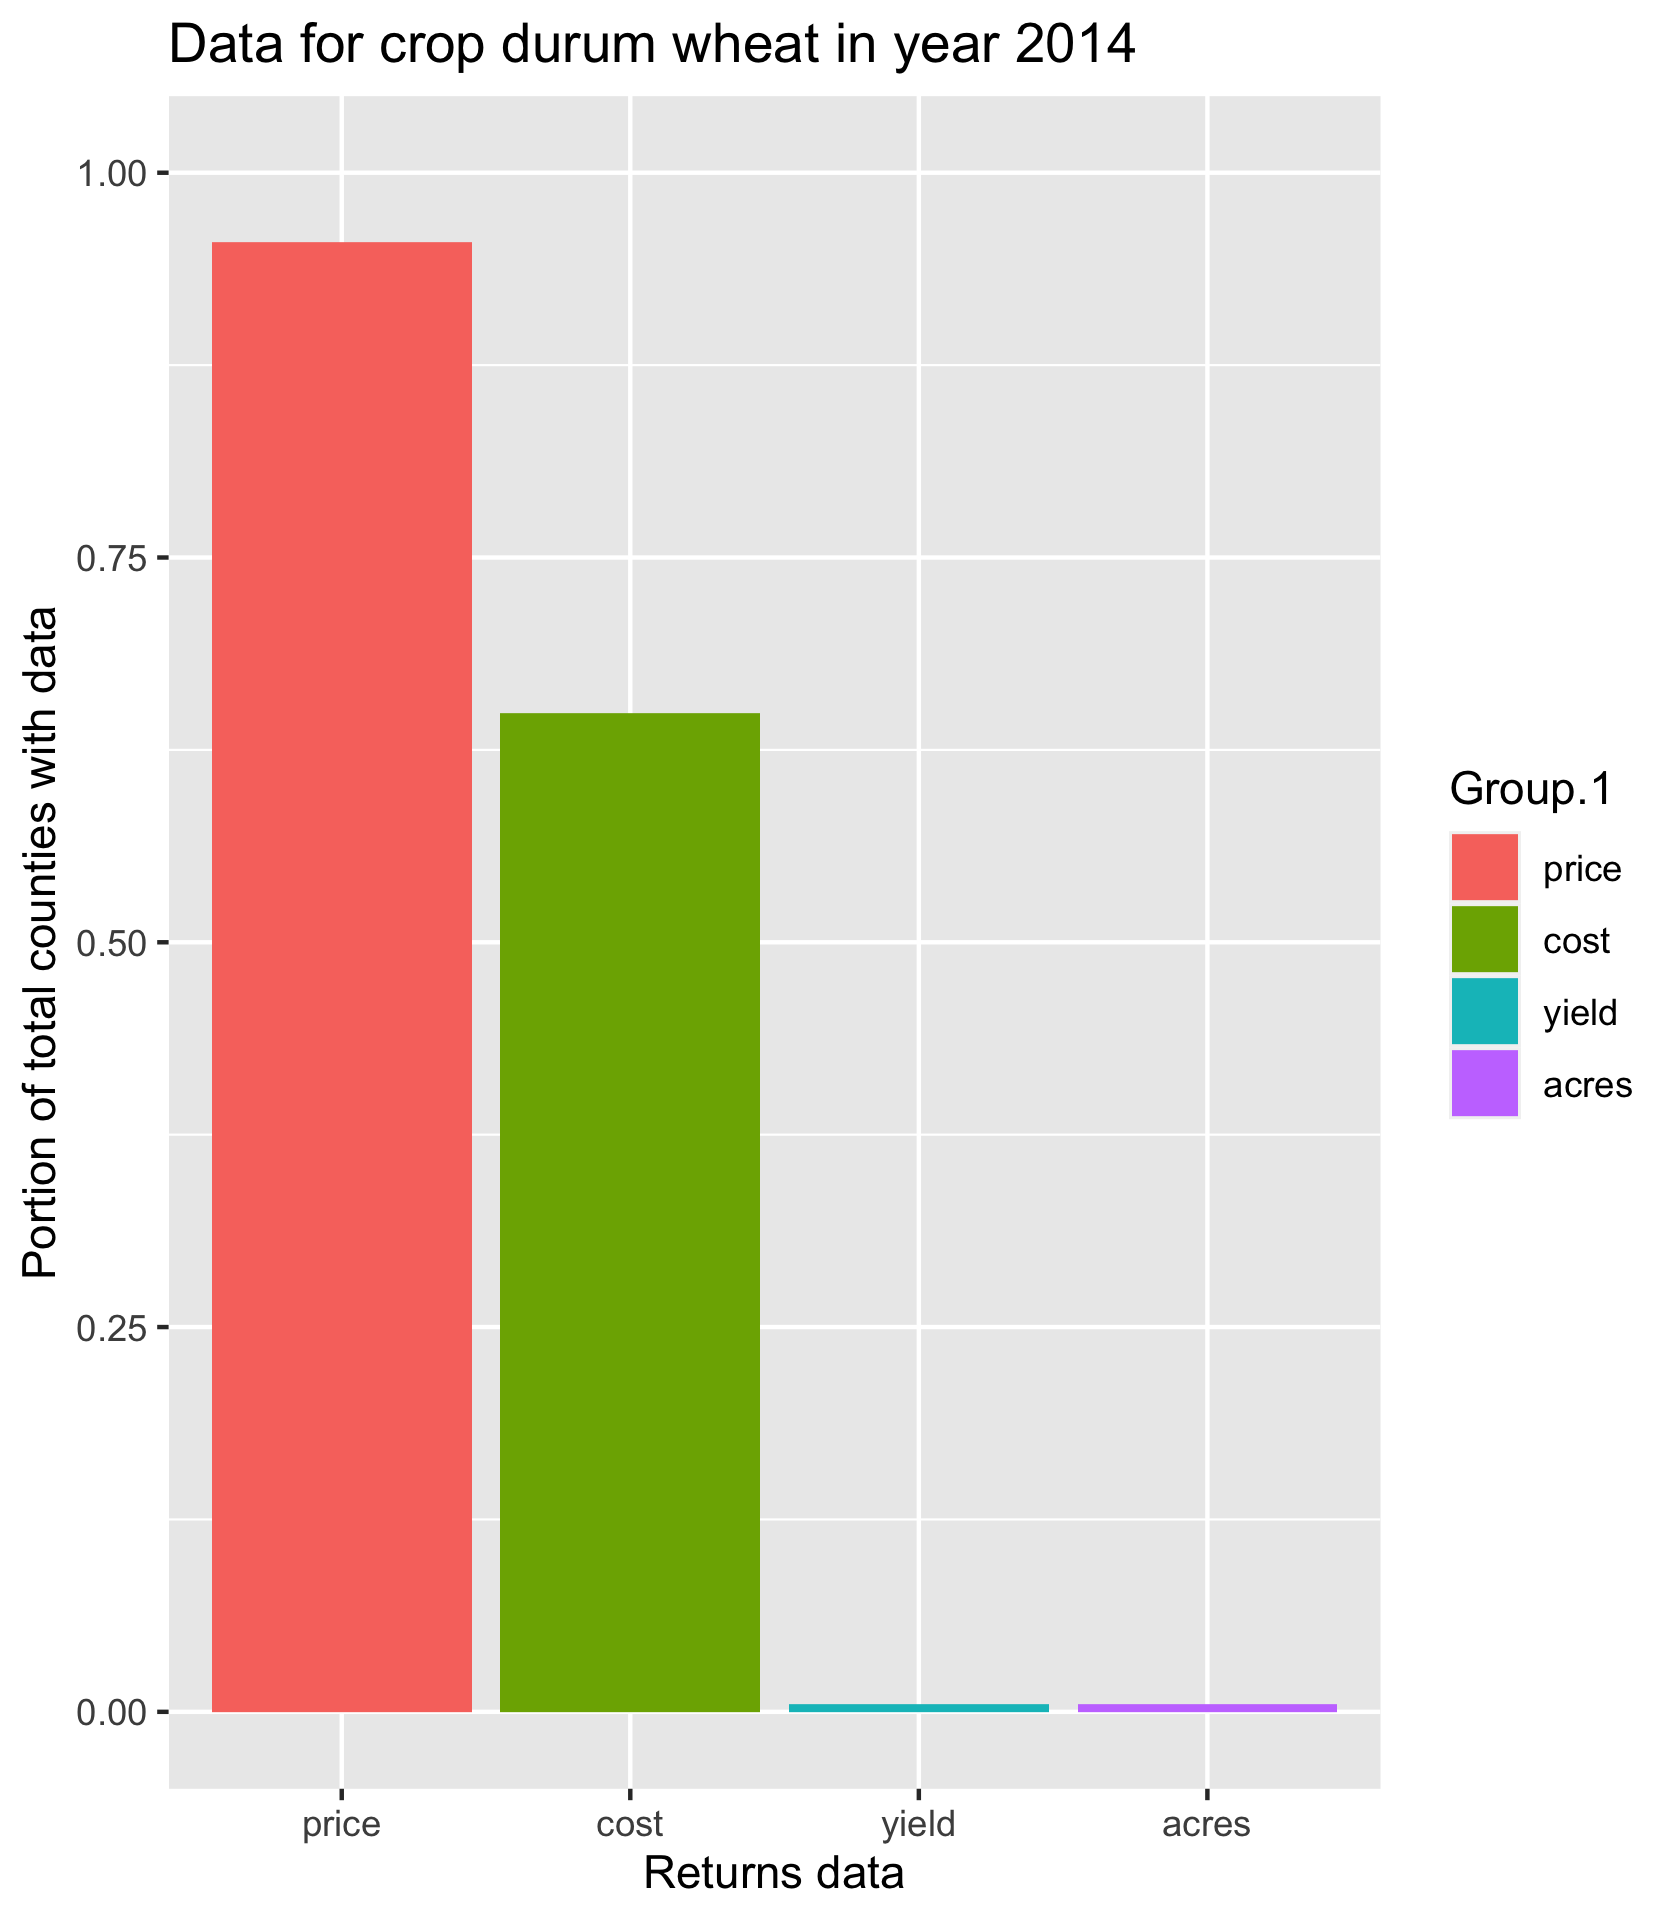 Data for crop durum wheat in year 2014
Portion of total counties with data
1.00
0.75
0.50
0.25
0.00
price
cost
yield
acres
Returns data
Group.1
price
cost
yield
acres